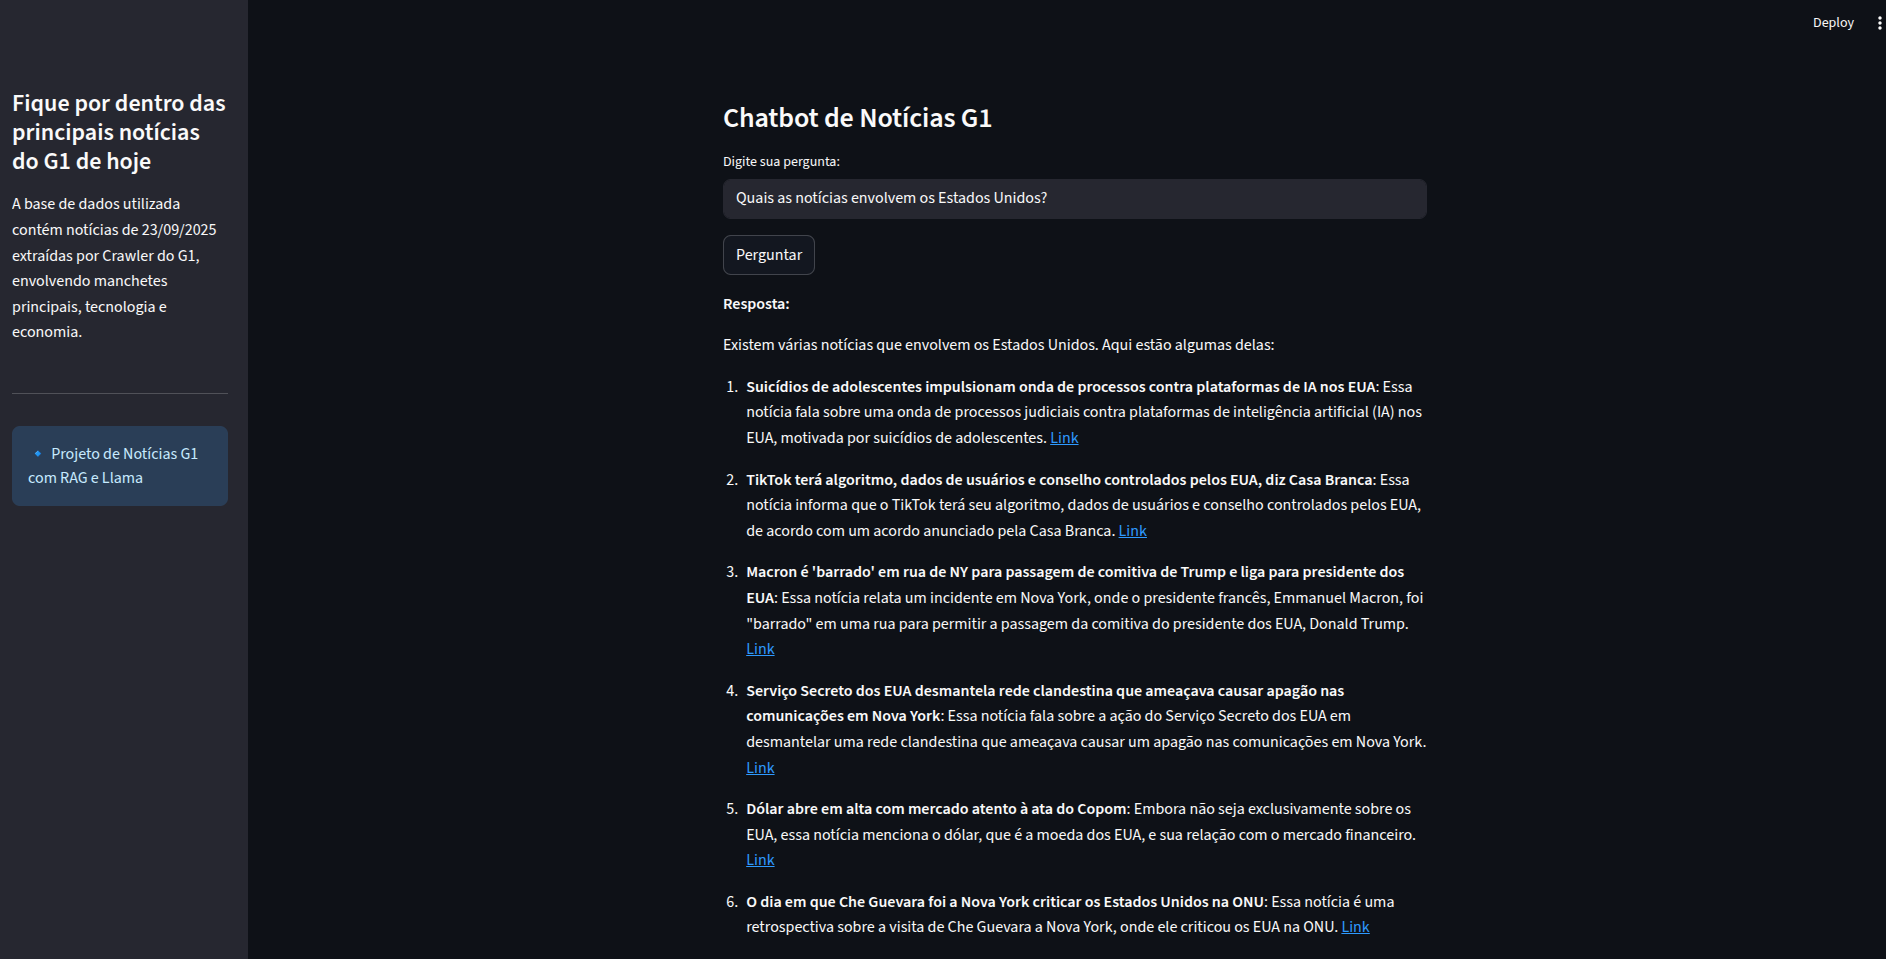 Deploy
Fique por dentro das
principais notícias
do G1 de hoje
A base de dados utilizada
contém notícias de 23/09/2025
extraídas por Crawler do G1,
envolvendo manchetes
principais, tecnologia e
economia.
🔹 Projeto de Notícias G1
com RAG e Llama
Chatbot de Notícias G1
Digite sua pergunta:
Quais as notícias envolvem os Estados Unidos?
Perguntar
Resposta:
Existem várias notícias que envolvem os Estados Unidos. Aqui estão algumas delas:
1. Suicídios de adolescentes impulsionam onda de processos contra plataformas de IA nos EUA: Essa
notícia fala sobre uma onda de processos judiciais contra plataformas de inteligência artificial (IA) nos
EUA, motivada por suicídios de adolescentes. Link
2. TikTok terá algoritmo, dados de usuários e conselho controlados pelos EUA, diz Casa Branca: Essa
notícia informa que o TikTok terá seu algoritmo, dados de usuários e conselho controlados pelos EUA,
de acordo com um acordo anunciado pela Casa Branca. Link
3. Macron é 'barrado' em rua de NY para passagem de comitiva de Trump e liga para presidente dos
EUA: Essa notícia relata um incidente em Nova York, onde o presidente francês, Emmanuel Macron, foi
"barrado" em uma rua para permitir a passagem da comitiva do presidente dos EUA, Donald Trump.
Link
4. Serviço Secreto dos EUA desmantela rede clandestina que ameaçava causar apagão nas
comunicações em Nova York: Essa notícia fala sobre a ação do Serviço Secreto dos EUA em
desmantelar uma rede clandestina que ameaçava causar um apagão nas comunicações em Nova York.
Link
5. Dólar abre em alta com mercado atento à ata do Copom: Embora não seja exclusivamente sobre os
EUA, essa notícia menciona o dólar, que é a moeda dos EUA, e sua relação com o mercado financeiro.
Link
6. O dia em que Che Guevara foi a Nova York criticar os Estados Unidos na ONU: Essa notícia é uma
retrospectiva sobre a visita de Che Guevara a Nova York, onde ele criticou os EUA na ONU. Link